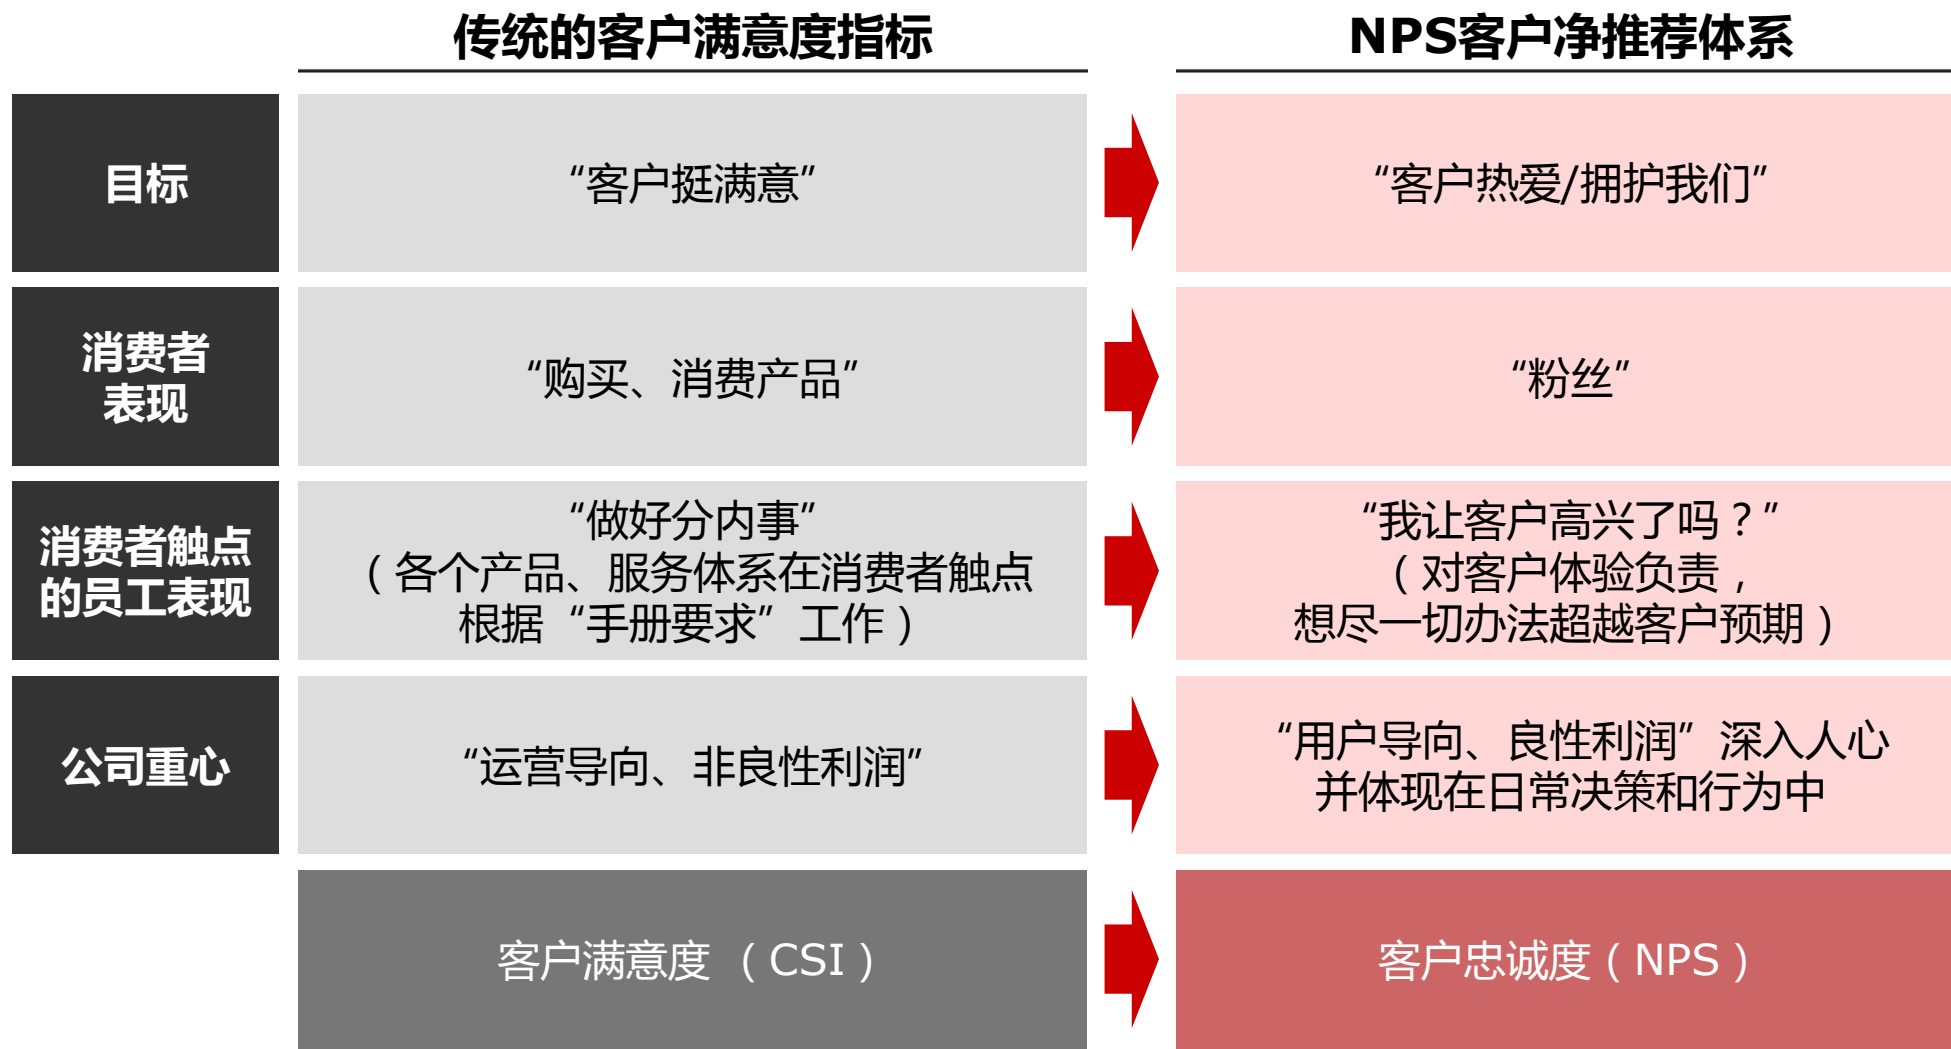 传统的客户满意度指标
NPS客户净推荐体系
目标
“客户挺满意”
“客户热爱/拥护我们”
消费者
表现
“购买、消费产品”
“粉丝”
消费者触点
的员工表现
“做好分内事”
（各个产品、服务体系在消费者触点
根据“手册要求”工作）
“我让客户高兴了吗？”
（对客户体验负责，
想尽一切办法超越客户预期）
公司重心
“运营导向、非良性利润”
“用户导向、良性利润”深入人心
并体现在日常决策和行为中
客户满意度 （CSI）
客户忠诚度（NPS）